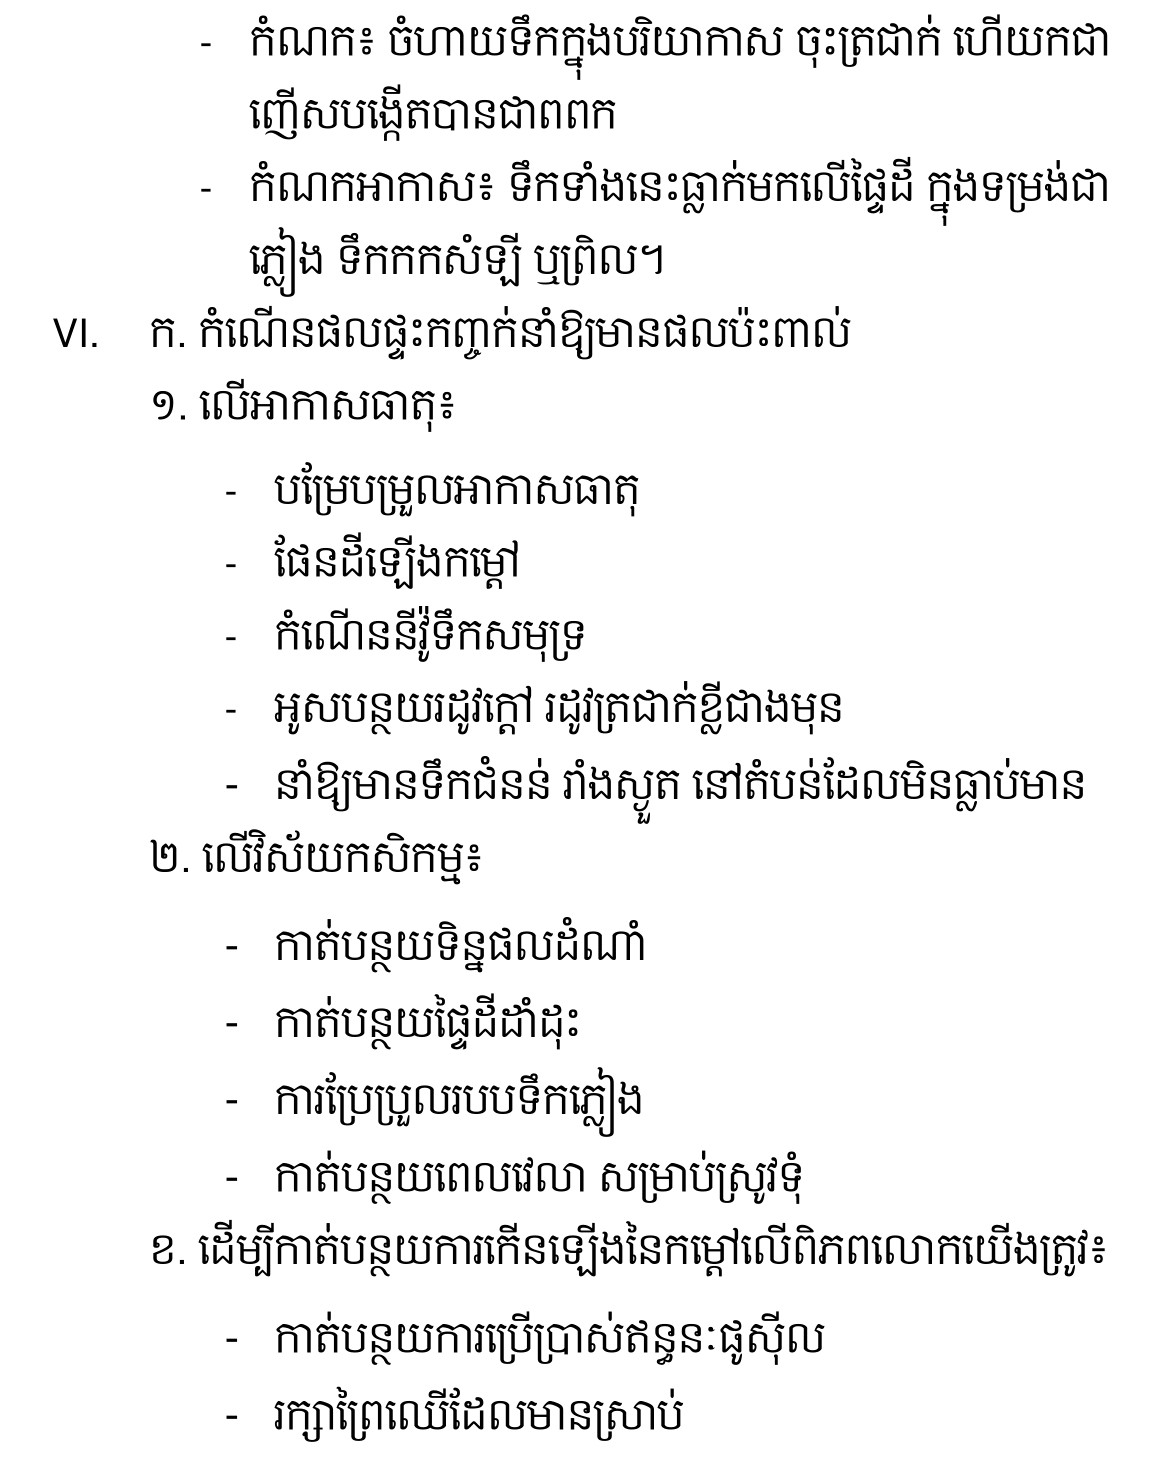 - កំណក៖ ចំហាយទឹកក្នុងបរិយាកាស ចុះត្រជាក់ ហើយកជា
ញើសបង្កើតបានជាពពក
- កំណកអាកាស៖ ទឹកទាំងនេះធ្លាក់មកលើផ្ទៃដី ក្នុងទម្រង់ជា
ភ្លៀង ទឹកកកសំឡី ឬព្រិល។
VI. ក. កំណើនផលផ្ទះកញ្ចក់នាំឱ្យមានផលប៉ះពាល់
១. លើអាកាសធាតុ៖
- បម្រែបម្រួលអាកាសធាតុ
- ផែនដីឡើងកម្ដៅ
- កំណើននីវ៉ូទឹកសមុទ្រ
- អូសបន្ថយរដូវក្ដៅ រដូវត្រជាក់ខ្លីជាងមុន
- នាំឱ្យមានទឹកជំនន់ រាំងស្ងួត នៅតំបន់ដែលមិនធ្លាប់មាន
២. លើវិស័យកសិកម្ម៖
- កាត់បន្ថយទិន្នផលដំណាំ
- កាត់បន្ថយផ្ទៃដីដាំដុះ
- ការប្រែប្រួលរបបទឹកភ្លៀង
- កាត់បន្ថយពេលវេលា សម្រាប់ស្រូវទុំ
ខ. ដើម្បីកាត់បន្ថយការកើនឡើងនៃកម្ដៅលើពិភពលោកយើងត្រូវ៖
- កាត់បន្ថយការប្រើប្រាស់ឥន្ធនៈផូស៊ីល
- រក្សាព្រៃឈើដែលមានស្រាប់